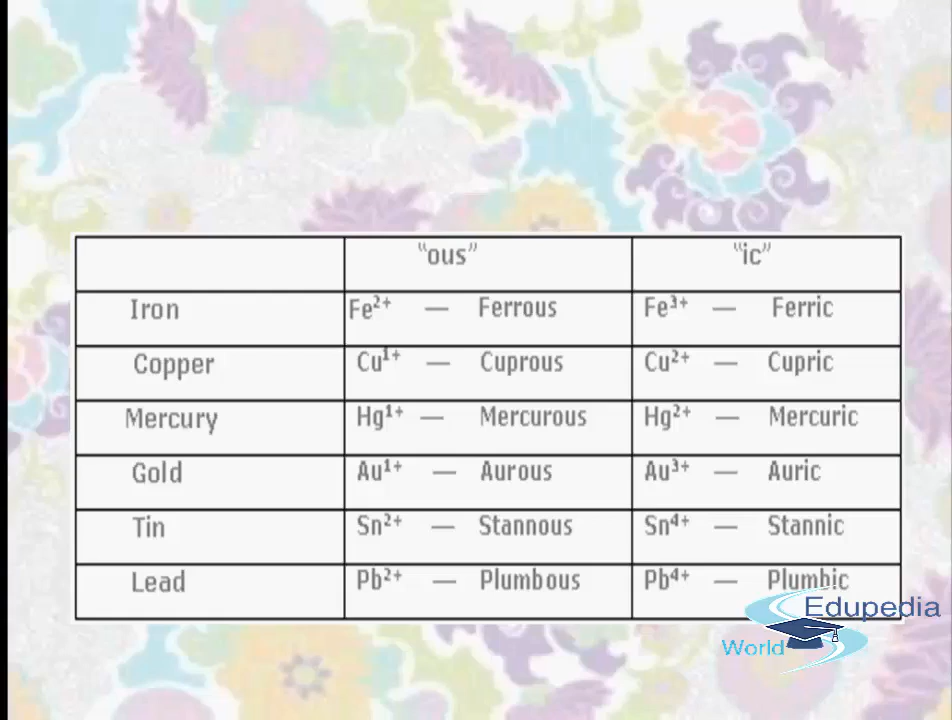 “ous” “ic”
Iron Fe²⁺ — Ferrous Fe³⁺ — Ferric
Copper Cu¹⁺ — Cuprous Cu²⁺ — Cupric
Mercury Hg¹⁺ — Mercurous Hg²⁺ — Mercuric
Gold Au¹⁺ — Aurous Au³⁺ — Auric
Tin Sn²⁺ — Stannous Sn⁴⁺ — Stannic
Lead Pb²⁺ — Plumbous Pb⁴⁺ — Plumbic
Edupedia
World